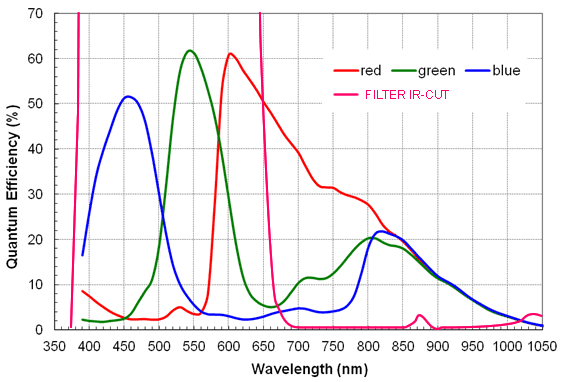 70
60
50
40
30
20
10
0
Quantum Efficiency (%)
red green blue
FILTER IR-CUT
350 400 450 500 550 600 650 700 750 800 850 900 950 1000 1050
Wavelength (nm)